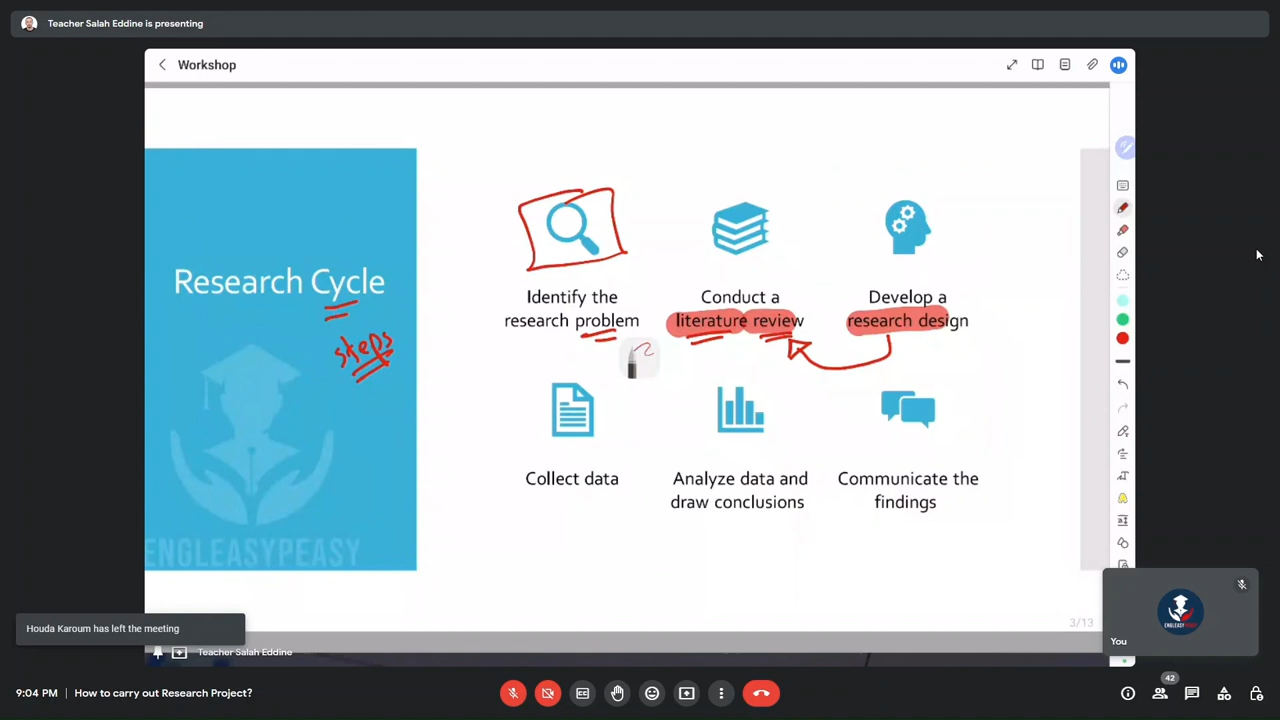 Teacher Salah Eddine is presenting
Workshop
Research Cycle
steps
Identify the
research problem
Conduct a
literature review
Develop a
research design
Collect data
Analyze data and
draw conclusions
Communicate the
findings
ENGLEASYPEASY
3/13
Houda Karoum has left the meeting
Teacher Salah Eddine
ENGLEASYPEASY
You
9:04 PM | How to carry out Research Project?
42